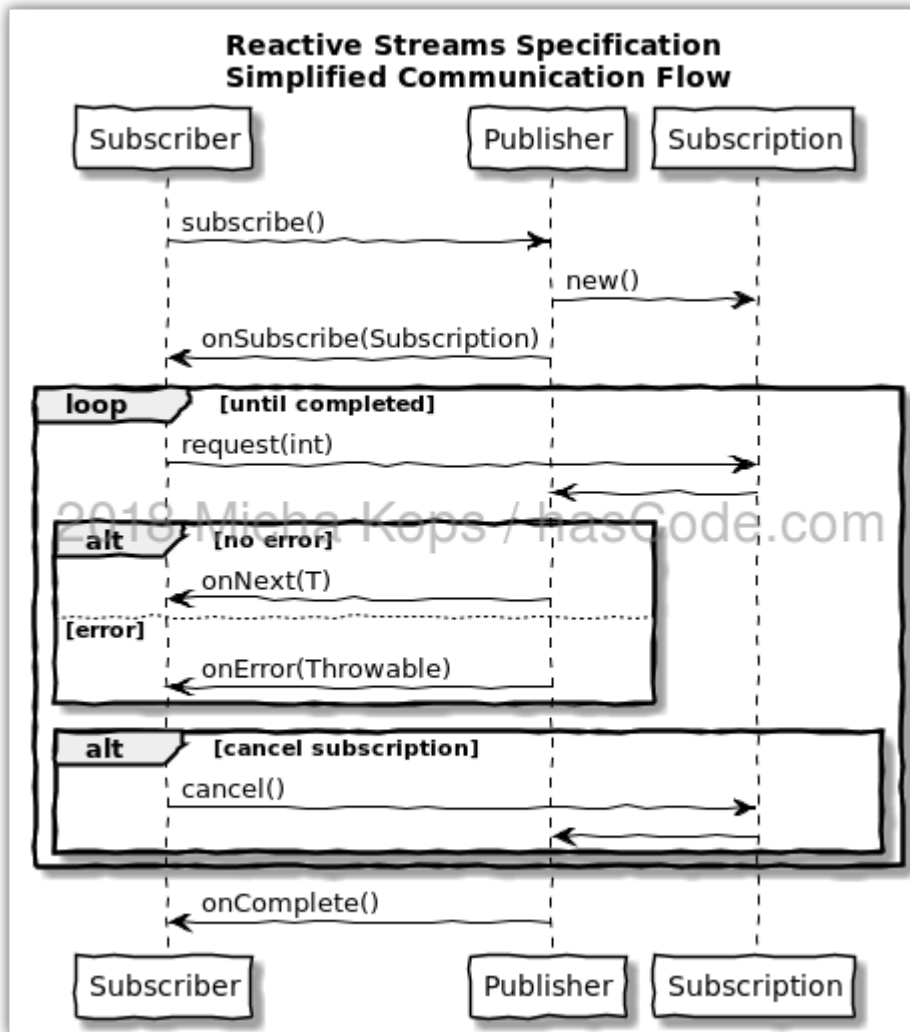 Reactive Streams Specification
Simplified Communication Flow
Subscriber
Publisher
Subscription
subscribe()
new()
onSubscribe(Subscription)
loop
[until completed]
request(int)
2018 Micha Kops / hasCode.com
alt
[no error]
onNext(T)
[error]
onError(Throwable)
alt
[cancel subscription]
cancel()
onComplete()
Subscriber
Publisher
Subscription